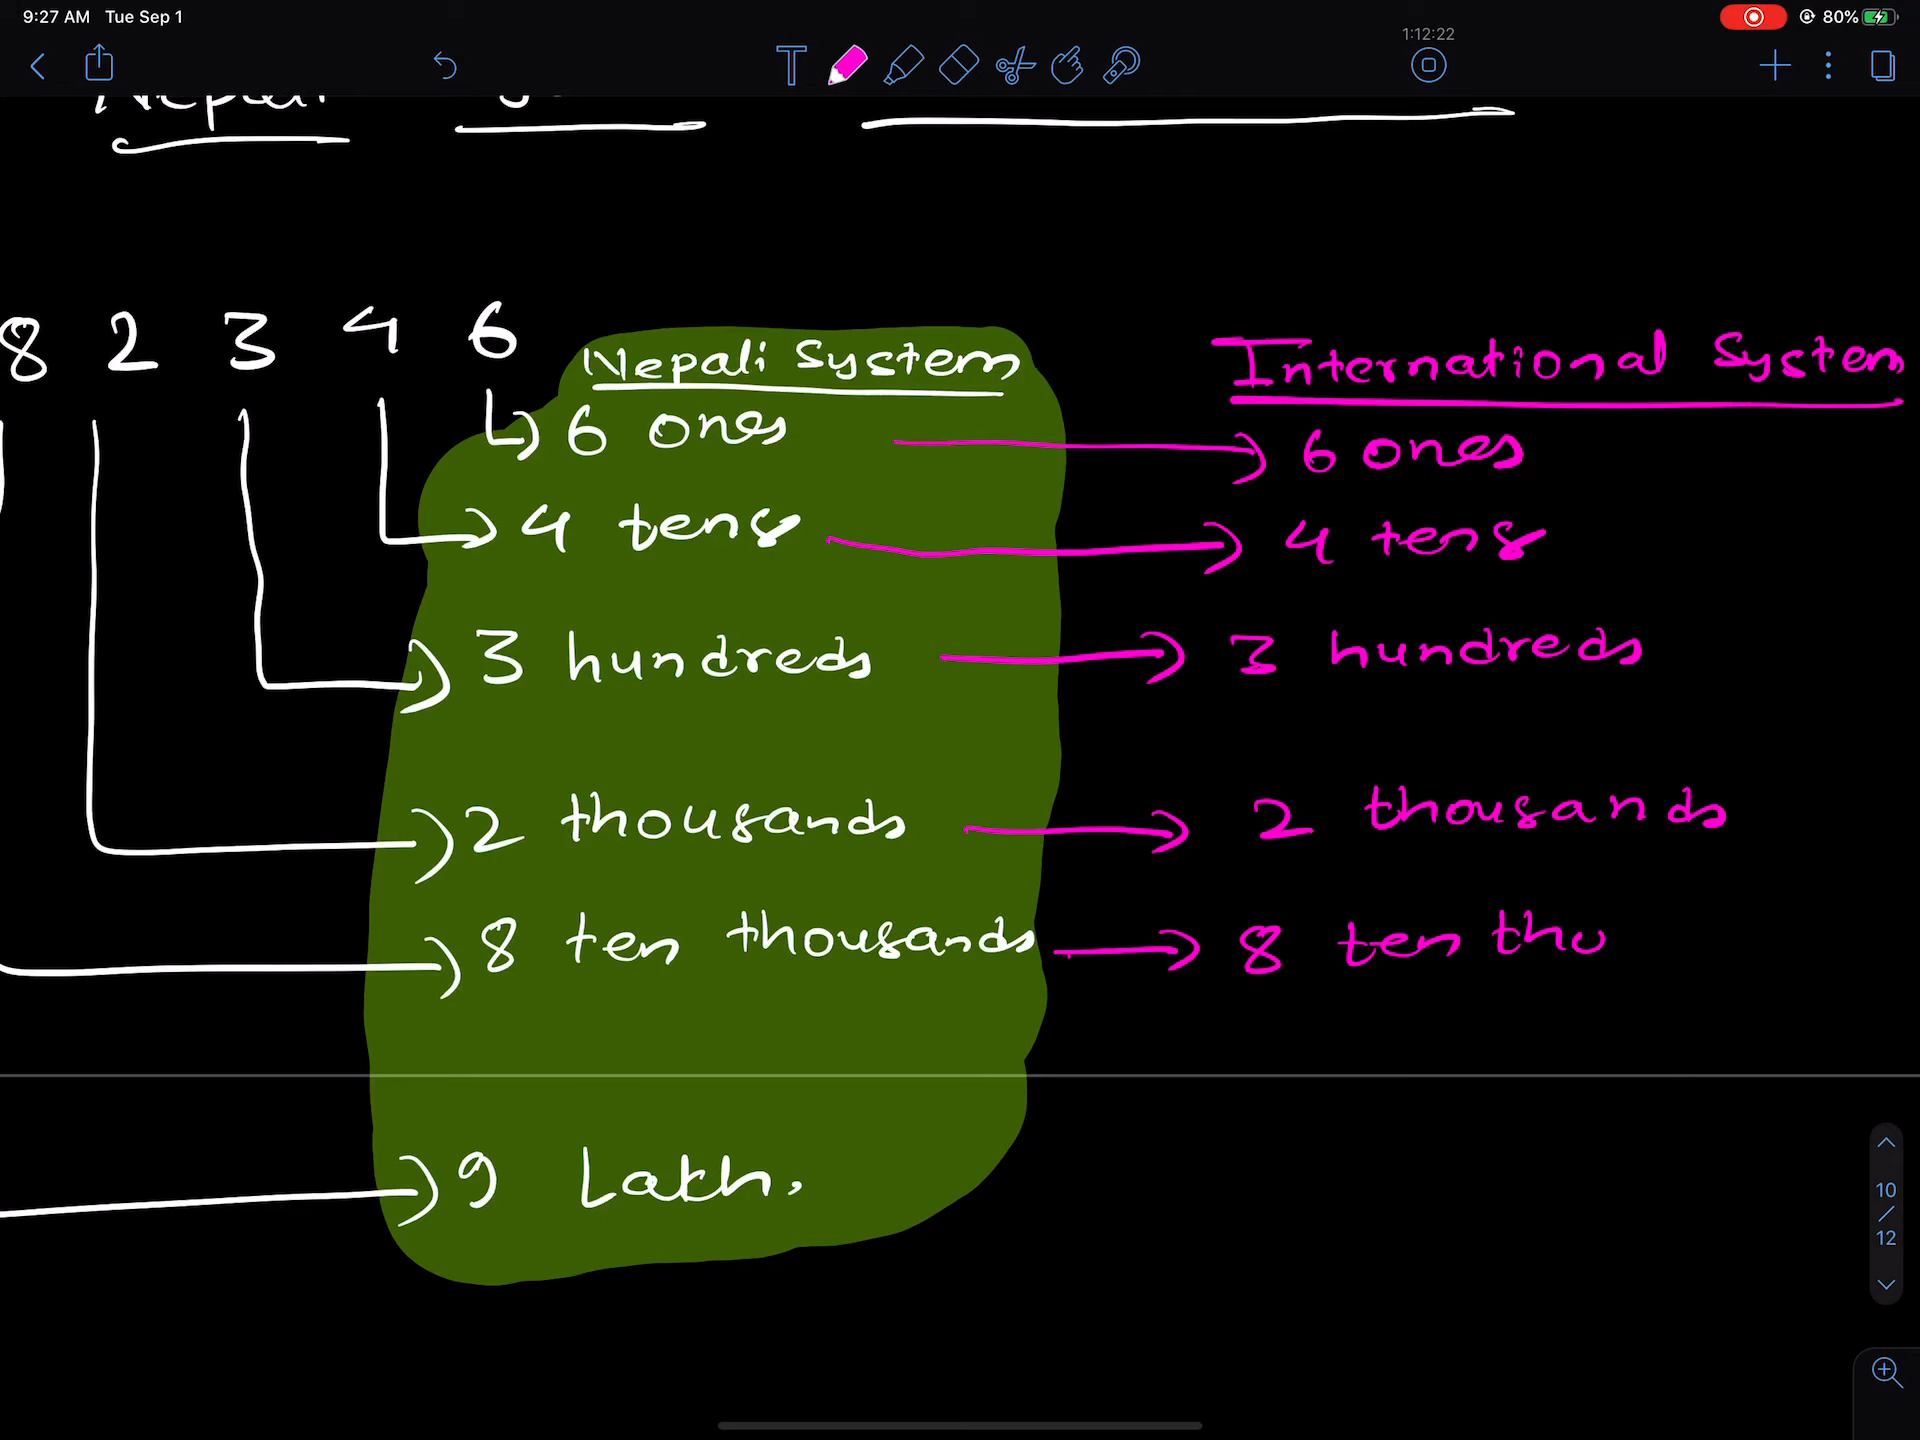 9:27 AM Tue Sep 1
80%
1:12:22
Nepali
8 2 3 4 6
Nepali System International System
6 ones 6 ones
4 tens 4 tens
3 hundreds 3 hundreds
2 thousands 2 thousands
8 ten thousands 8 ten tho
9 Lakh.
10
/
12